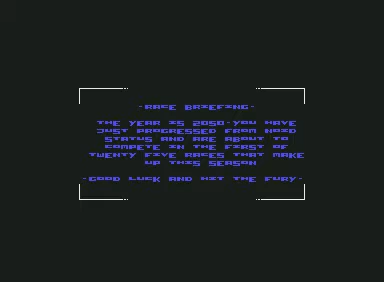 -RACE BRIEFING-
THE YEAR IS 2050-YOU HAVE
JUST PROGRESSED FROM NOID
STATUS AND ARE ABOUT TO
COMPETE IN THE FIRST OF
TWENTY FIVE RACES THAT MAKE
UP THIS SEASON
-GOOD LUCK AND HIT THE FURY-